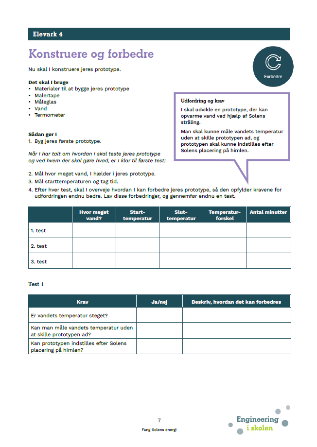 Elevark 4
Konstruere og forbedre
Nu skal I konstruere jeres prototype.
Det skal I bruge
• Materialer til at bygge jeres prototype
• Målertape
• Måleglas
• Vand
• Termometer
Forbedre
Udfordring og krav
I skal udvikle en prototype, der kan
opvarme vand ved hjælp af Solens
stråling.
Man skal kunne måle vandets temperatur
uden at skille prototypen ad, og
prototypen skal kunne indstilles efter
Solens placering på himlen.
Sådan gør I
1. Byg jeres første prototype.
Når I har talt om hvordan I skal teste jeres prototype
og ved hvem der skal gøre hvad, er I klar til første test:
2. Mål hvor meget vand, I hælder i jeres prototype.
3. Mål starttemperaturen og tag tid.
4. Efter hver test, skal I overveje hvordan I kan forbedre jeres prototype, så den opfylder kravene for
udfordringen endnu bedre. Lav disse forbedringer, og gennemfør endnu en test.
Hvor meget vand? Start-temperatur Slut-temperatur Temperatur-forskel Antal minutter
1. test
2. test
3. test
Test 1
Krav Ja/nej Beskriv, hvordan det kan forbedres
Er vandets temperatur steget?
Kan man måle vandets temperatur uden
at skille prototypen ad?
Kan prototypen indstilles efter Solens
placering på himlen?
7
Fang Solens energi
Engineering
i skolen